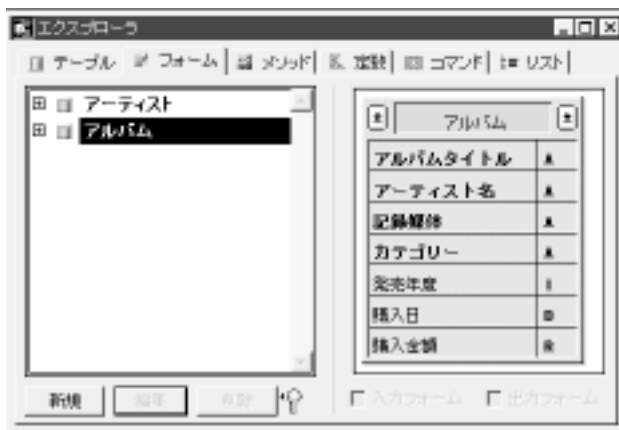 エクスプローラ
テーブル フォーム メソッド 定数 コマンド リスト
アーティスト
アルバム
アルバム
アルバムタイトル A
アーティスト名 A
記録媒体 A
カテゴリー A
発売年度 I
購入日 D
購入金額 R
新規 編集 削除 入力フォーム 出力フォーム